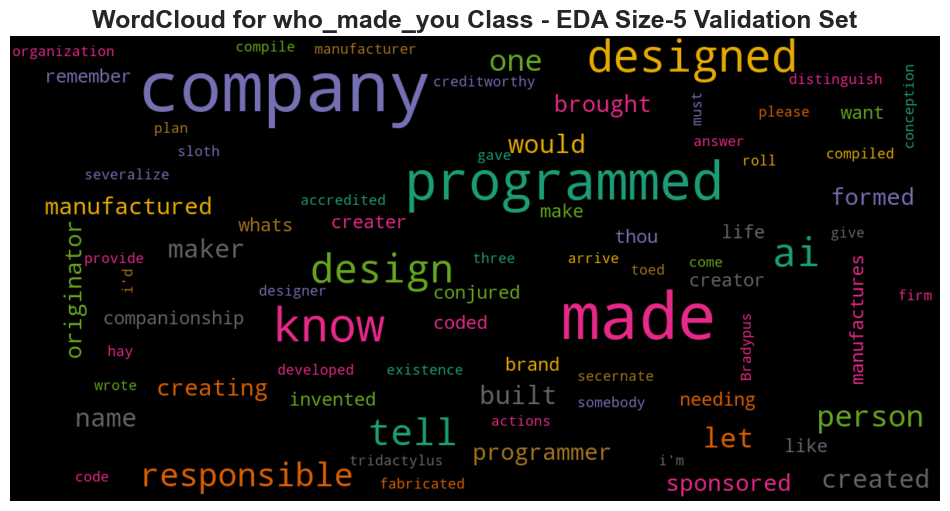 WordCloud for who_made_you Class - EDA Size-5 Validation Set
organization
compile
manufacturer
one
designed
remember
company
creditworthy
distinguish
conception
brought
must
please
want
plan
sloth
gave
would
answer
roll
compiled
severalize
programmed
manufactured
accredited
creater
make
formed
whats
maker
thou
life
give
originator
provide
i'd
design
three
arrive
toed
come
ai
creator
designer
conjured
manufactures
firm
companionship
know
coded
made
hay
Bradypus
developed
existence
brand
secernate
wrote
creating
invented
built
somebody
needing
name
actions
person
tell
programmer
let
like
tridactylus
i'm
code
responsible
fabricated
sponsored
created